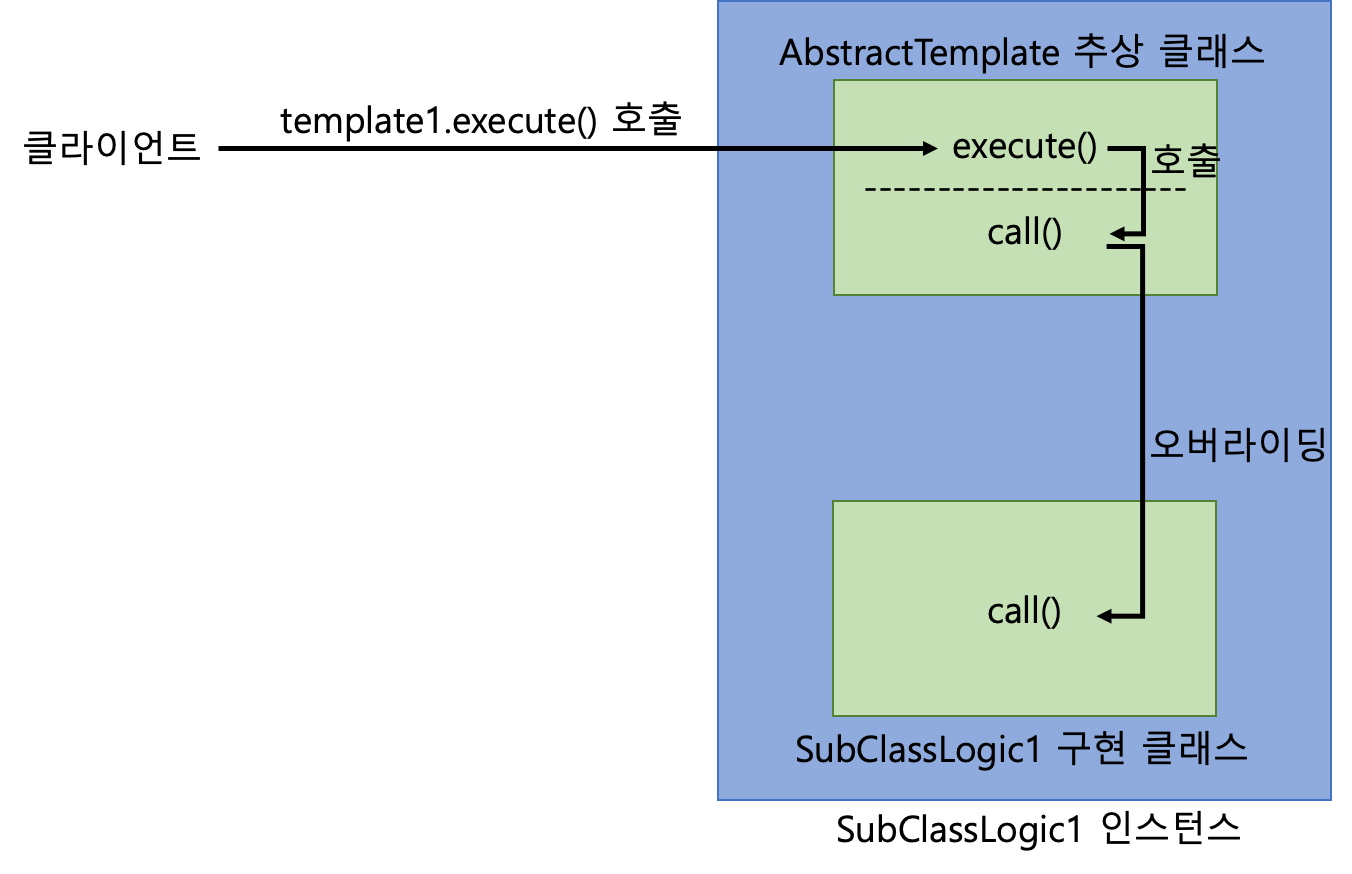 AbstractTemplate 추상 클래스
template1.execute() 호출
클라이언트
execute()
호출
call()
오버라이딩
call()
SubClassLogic1 구현 클래스
SubClassLogic1 인스턴스